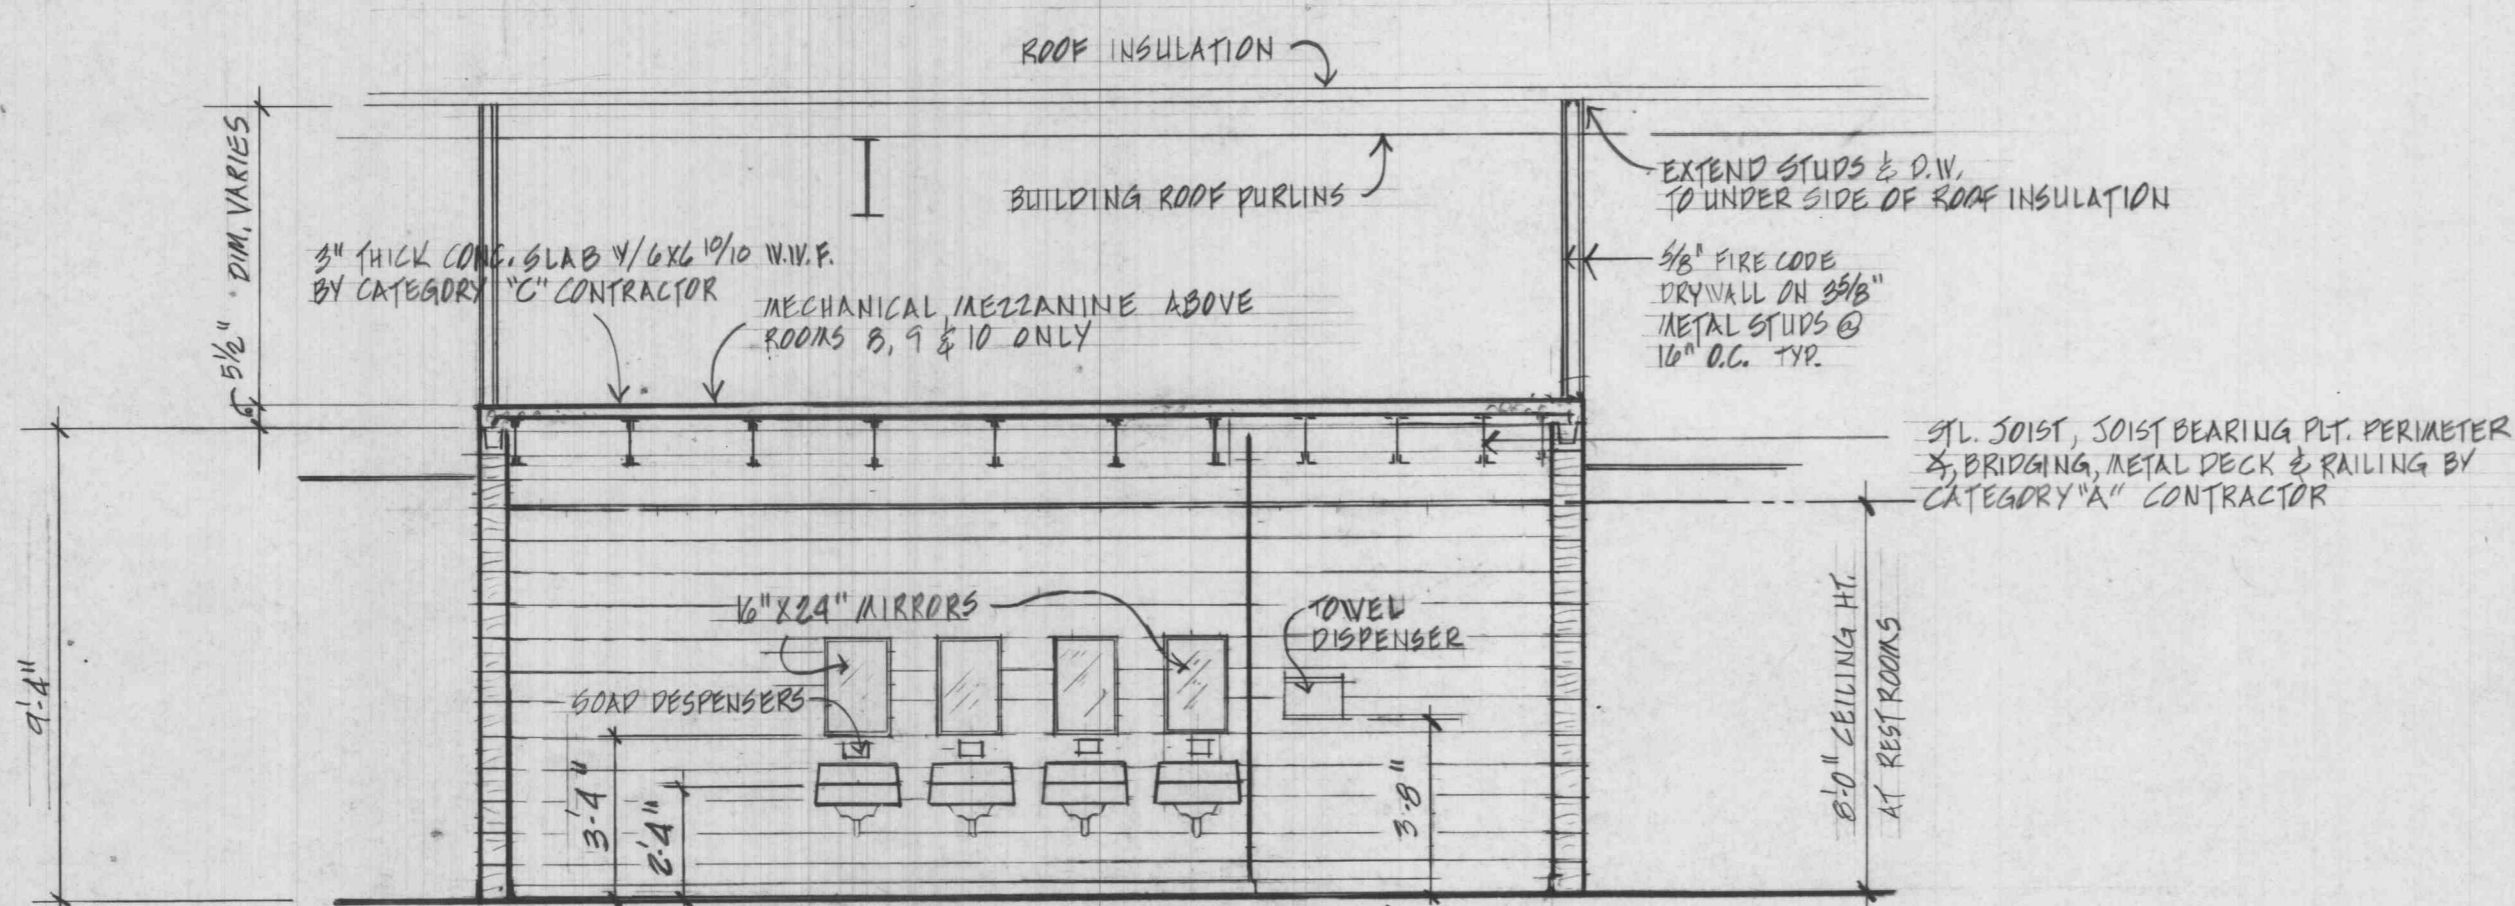 ROOF INSULATION
DIM. VARIES
BUILDING ROOF PURLINS
EXTEND STUDS & D.W.
TO UNDER SIDE OF ROOF INSULATION
3" THICK CONC. SLAB W/ 6X6 10/10 W.W.F.
BY CATEGORY "C" CONTRACTOR
MECHANICAL MEZZANINE ABOVE
ROOMS 8, 9 & 10 ONLY
5/8" FIRE CODE
DRYWALL ON 3 5/8"
METAL STUDS @
16" O.C. TYP.
5 1/2"
STL. JOIST, JOIST BEARING PLT. PERIMETER
∡, BRIDGING, METAL DECK & RAILING BY
CATEGORY "A" CONTRACTOR
16" X 24" MIRRORS
TOWEL
DISPENSER
SOAP DESPENSERS
9'-4"
3'-4"
2'-4"
3'-8"
8'-0" CEILING HT.
AT REST ROOMS